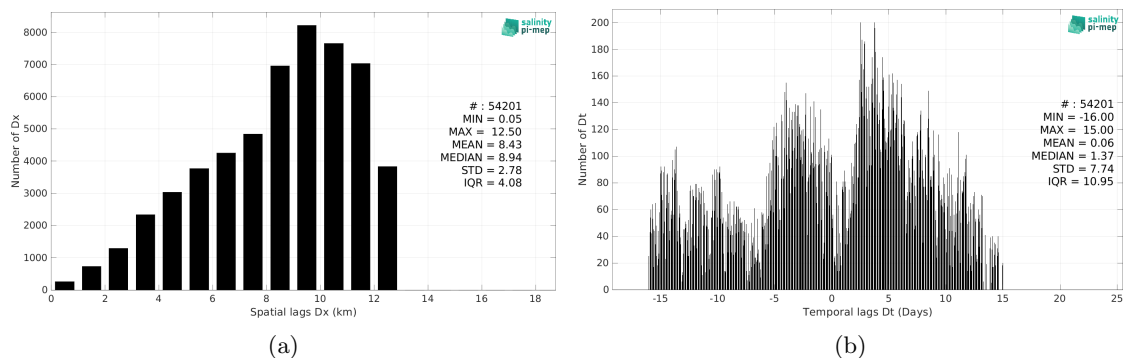 8000
7000
6000
5000
4000
3000
2000
1000
0
Number of Dx
0 2 4 6 8 10 12 14 16 18
Spatial lags Dx (km)
salinity
pi-mep
# : 54201
MIN = 0.05
MAX = 12.50
MEAN = 8.43
MEDIAN = 8.94
STD = 2.78
IQR = 4.08
(a)
200
180
160
140
120
100
80
60
40
20
0
Number of Dt
-15 -10 -5 0 5 10 15 20 25
Temporal lags Dt (Days)
salinity
pi-mep
# : 54201
MIN = -16.00
MAX = 15.00
MEAN = 0.06
MEDIAN = 1.37
STD = 7.74
IQR = 10.95
(b)